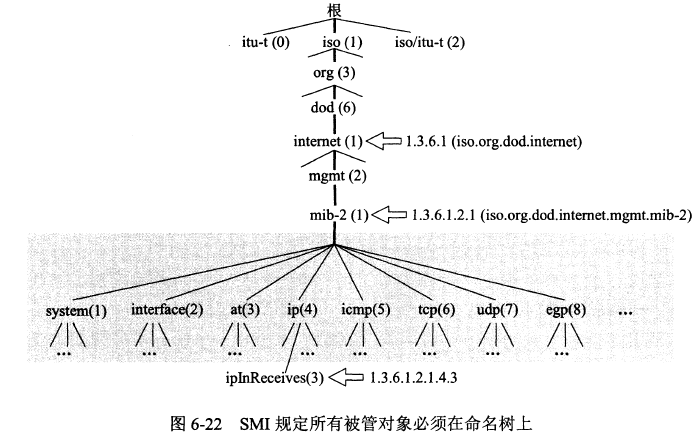 根
itu-t (0) iso (1) iso/itu-t (2)
org (3)
dod (6)
internet (1) 1.3.6.1 (iso.org.dod.internet)
mgmt (2)
mib-2 (1) 1.3.6.1.2.1 (iso.org.dod.internet.mgmt.mib-2)
system(1) interface(2) at(3) ip(4) icmp(5) tcp(6) udp(7) egp(8) ...
... ... ... ... ... ... ... ...
ipInReceives(3) 1.3.6.1.2.1.4.3
图 6-22 SMI 规定所有被管对象必须在命名树上